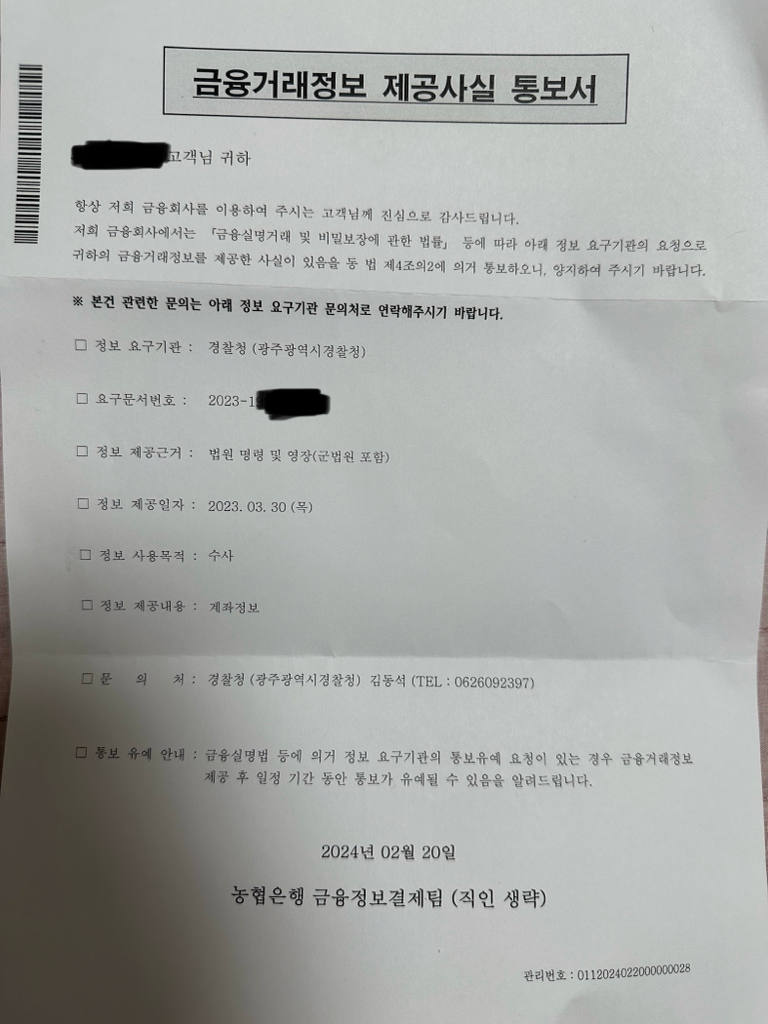 금융거래정보 제공사실 통보서
고객님 귀하
항상 저희 금융회사를 이용하여 주시는 고객님께 진심으로 감사드립니다.
저희 금융회사에서는 「금융실명거래 및 비밀보장에 관한 법률」 등에 따라 아래 정보 요구기관의 요청으로
귀하의 금융거래정보를 제공한 사실이 있음을 동 법 제4조의2에 의거 통보하오니, 양지하여 주시기 바랍니다.
※ 본건 관련한 문의는 아래 정보 요구기관 문의처로 연락해주시기 바랍니다.
□ 정보 요구기관 : 경찰청 (광주광역시경찰청)
□ 요구문서번호 : 2023-1
□ 정보 제공근거 : 법원 명령 및 영장(군법원 포함)
□ 정보 제공일자 : 2023. 03. 30 (목)
□ 정보 사용목적 : 수사
□ 정보 제공내용 : 계좌정보
□ 문 의 처 : 경찰청 (광주광역시경찰청) 김동석 (TEL : 0626092397)
□ 통보 유예 안내 : 금융실명법 등에 의거 정보 요구기관의 통보유예 요청이 있는 경우 금융거래정보
제공 후 일정 기간 동안 통보가 유예될 수 있음을 알려드립니다.
2024년 02월 20일
농협은행 금융정보결제팀 (직인 생략)
관리번호 : 0112024022000000028